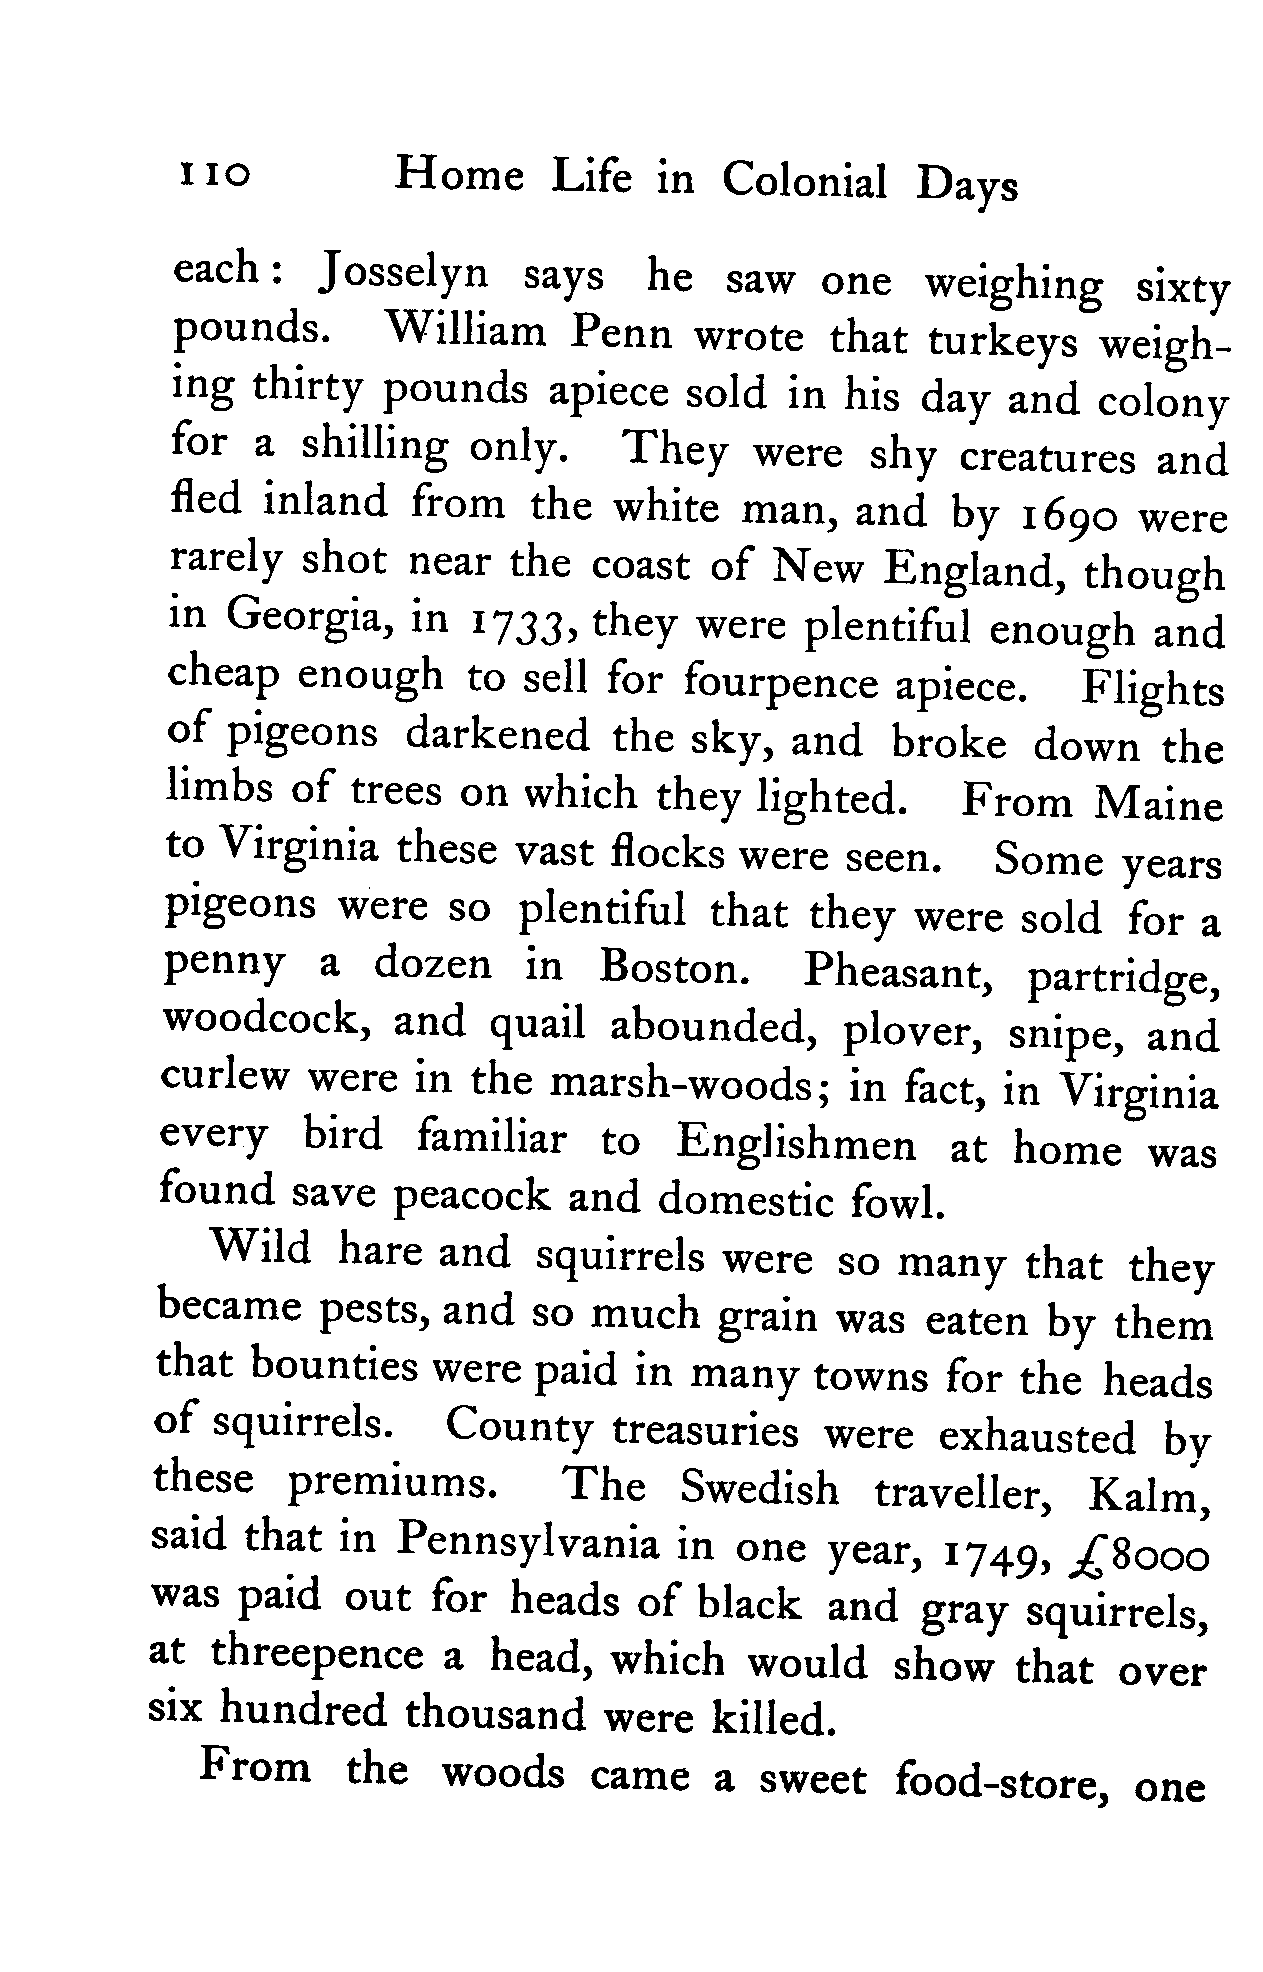 110 Home Life in Colonial Days
each: Josselyn says he saw one weighing sixty
pounds. William Penn wrote that turkeys weigh-
ing thirty pounds apiece sold in his day and colony
for a shilling only. They were shy creatures and
fled inland from the white man, and by 1690 were
rarely shot near the coast of New England, though
in Georgia, in 1733, they were plentiful enough and
cheap enough to sell for fourpence apiece. Flights
of pigeons darkened the sky, and broke down the
limbs of trees on which they lighted. From Maine
to Virginia these vast flocks were seen. Some years
pigeons were so plentiful that they were sold for a
penny a dozen in Boston. Pheasant, partridge,
woodcock, and quail abounded, plover, snipe, and
curlew were in the marsh-woods; in fact, in Virginia
every bird familiar to Englishmen at home was
found save peacock and domestic fowl.
Wild hare and squirrels were so many that they
became pests, and so much grain was eaten by them
that bounties were paid in many towns for the heads
of squirrels. County treasuries were exhausted by
these premiums. The Swedish traveller, Kalm,
said that in Pennsylvania in one year, 1749, £8000
was paid out for heads of black and gray squirrels,
at threepence a head, which would show that over
six hundred thousand were killed.
From the woods came a sweet food-store, one